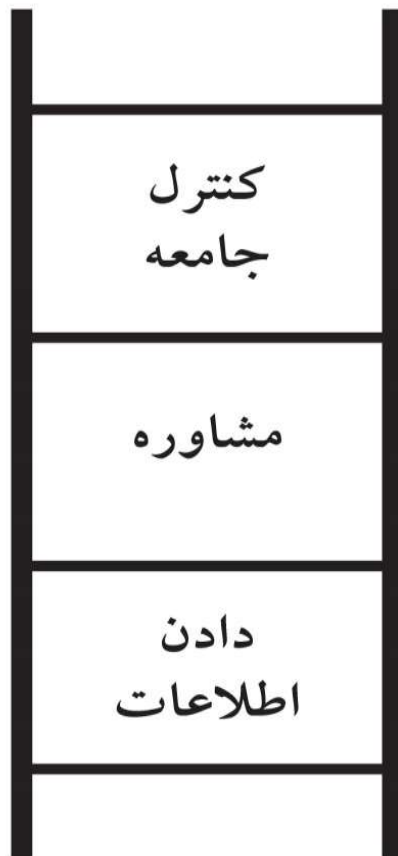 کنترل
جامعه
مشاوره
دادن
اطلاعات